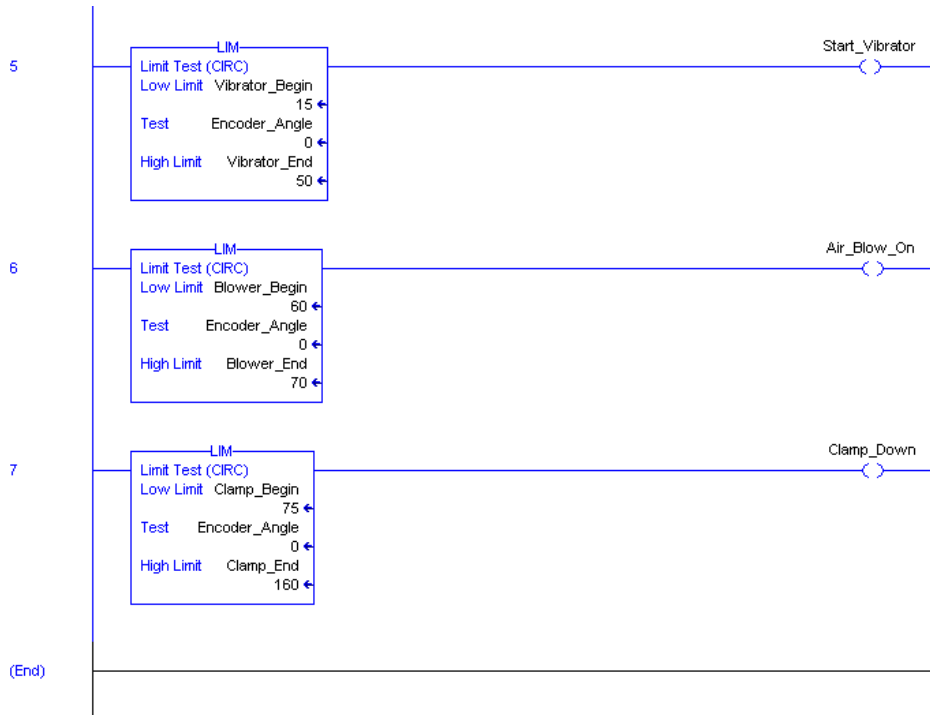 LIM
Start_Vibrator
5
Limit Test (CIRC)
Low Limit Vibrator_Begin
15
Test Encoder_Angle
0
High Limit Vibrator_End
50
LIM
Air_Blow_On
6
Limit Test (CIRC)
Low Limit Blower_Begin
60
Test Encoder_Angle
0
High Limit Blower_End
70
LIM
Clamp_Down
7
Limit Test (CIRC)
Low Limit Clamp_Begin
75
Test Encoder_Angle
0
High Limit Clamp_End
160
(End)